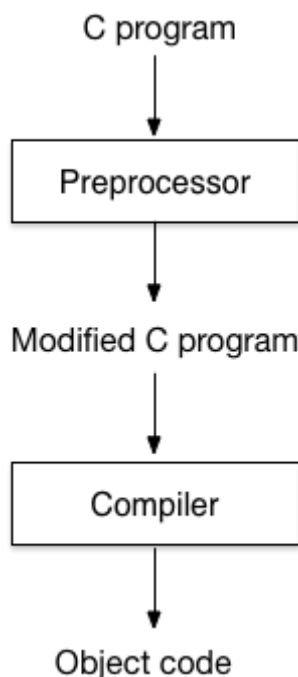 C program
Preprocessor
Modified C program
Compiler
Object code